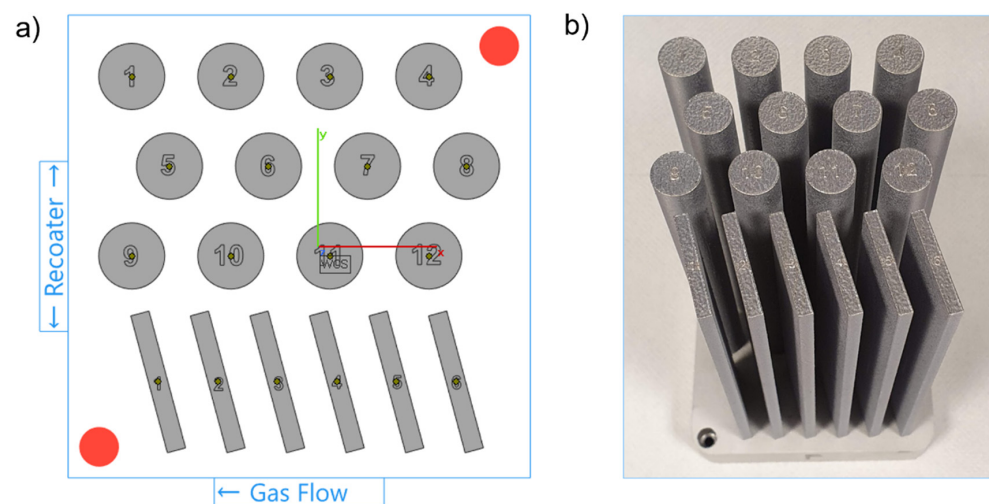 a)
b)
1 2 3 4
y
5 6 7 8
← Recoater →
9 10 11 12
x
WCS
1 2 3 4 5 6
← Gas Flow
12